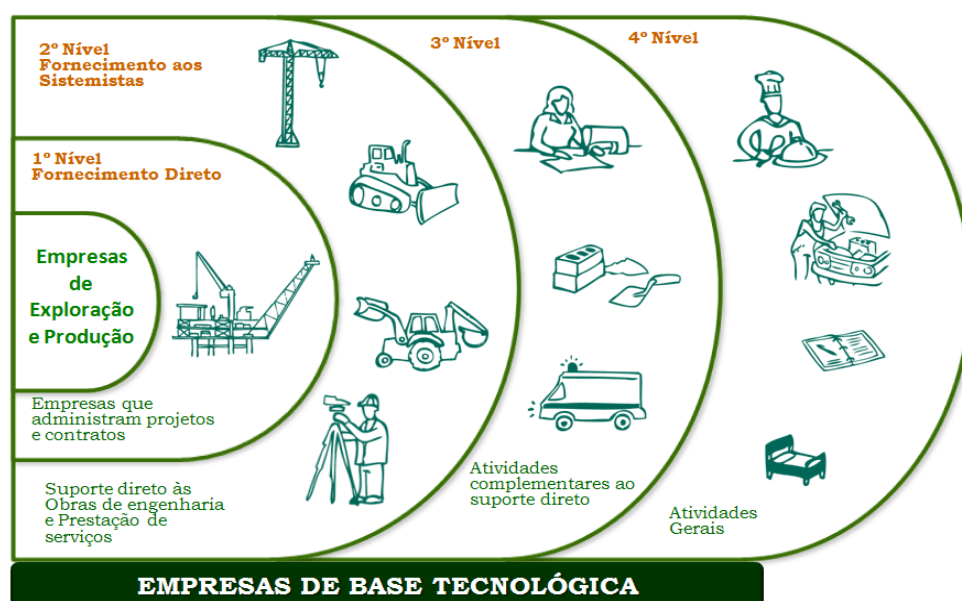 2º Nível
Fornecimento aos
Sistemistas
3º Nível
4º Nível
1º Nível
Fornecimento Direto
Empresas
de
Exploração
e Produção
Empresas que
administram projetos
e contratos
Suporte direto às
Obras de engenharia
e Prestação de
serviços
Atividades
complementares ao
suporte direto
Atividades
Gerais
EMPRESAS DE BASE TECNOLÓGICA